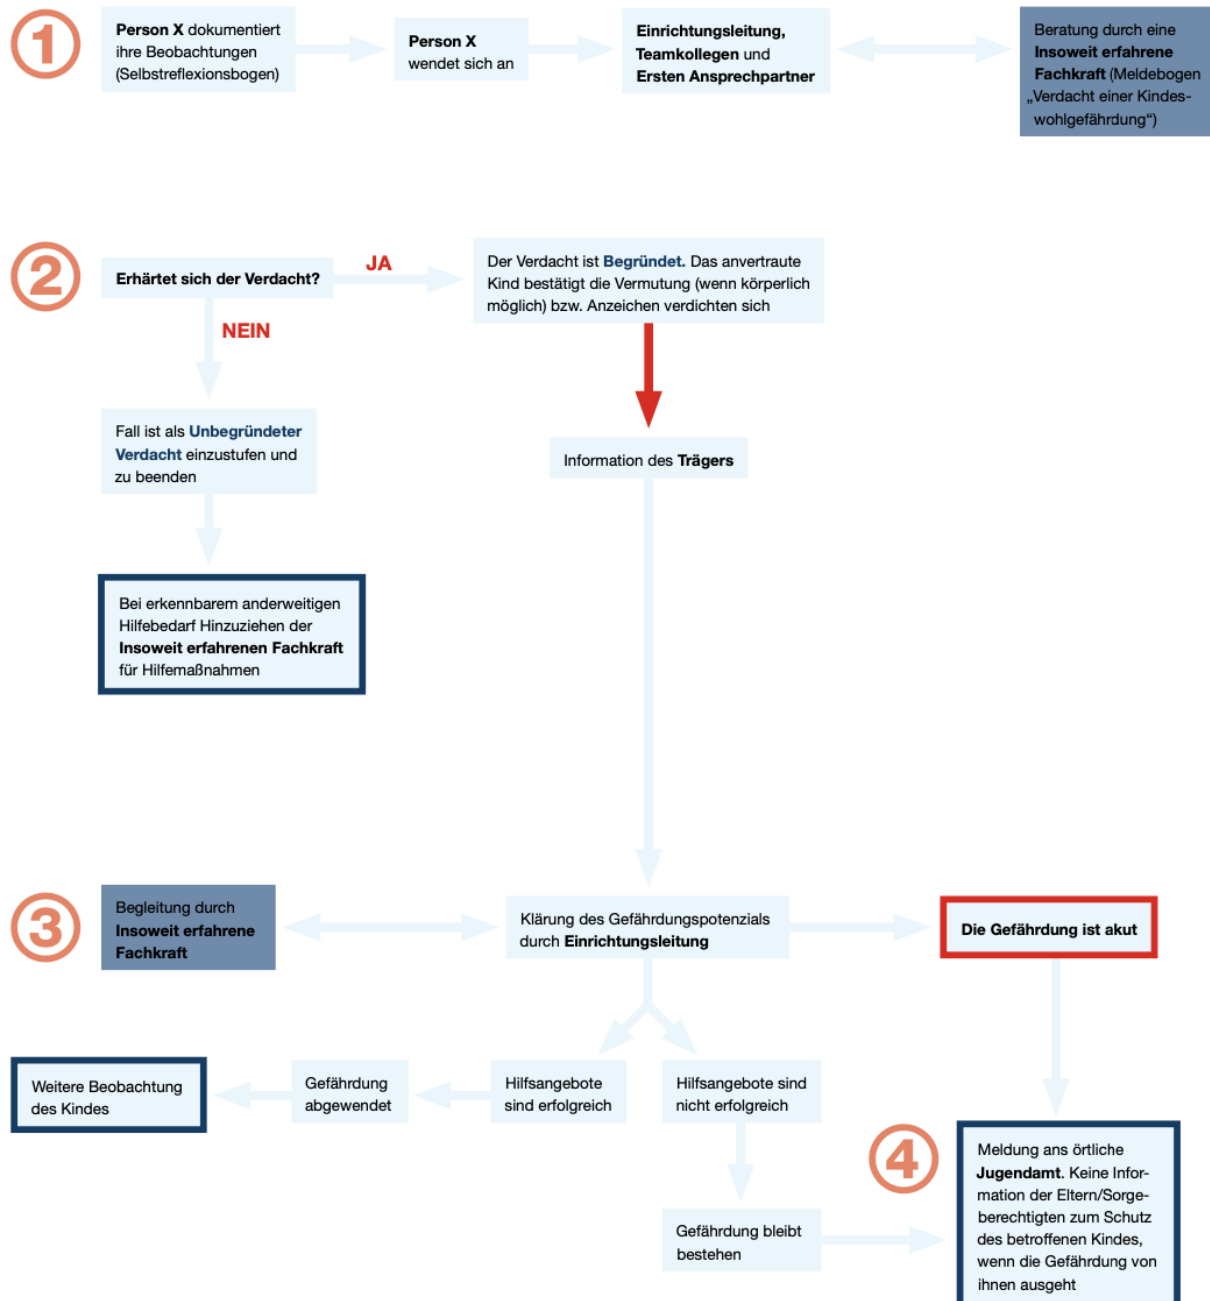 1
Person X dokumentiert
ihre Beobachtungen
(Selbstreflexionsbogen)
Person X
wendet sich an
Einrichtungsleitung,
Teamkollegen und
Ersten Ansprechpartner
Beratung durch eine
Insoweit erfahrene
Fachkraft (Meldebogen
„Verdacht einer Kindes-
wohlgefährdung“)
2
Erhärtet sich der Verdacht?
JA
Der Verdacht ist Begründet. Das anvertraute
Kind bestätigt die Vermutung (wenn körperlich
möglich) bzw. Anzeichen verdichten sich
NEIN
Fall ist als Unbegründeter
Verdacht einzustufen und
zu beenden
Information des Trägers
Bei erkennbarem anderweitigen
Hilfebedarf Hinzuziehen der
Insoweit erfahrenen Fachkraft
für Hilfemaßnahmen
3
Begleitung durch
Insoweit erfahrene
Fachkraft
Klärung des Gefährdungspotenzials
durch Einrichtungsleitung
Die Gefährdung ist akut
Weitere Beobachtung
des Kindes
Gefährdung
abgewendet
Hilfsangebote
sind erfolgreich
Hilfsangebote sind
nicht erfolgreich
4
Meldung ans örtliche
Jugendamt. Keine Infor-
mation der Eltern/Sorge-
berechtigten zum Schutz
des betroffenen Kindes,
wenn die Gefährdung von
ihnen ausgeht
Gefährdung bleibt
bestehen